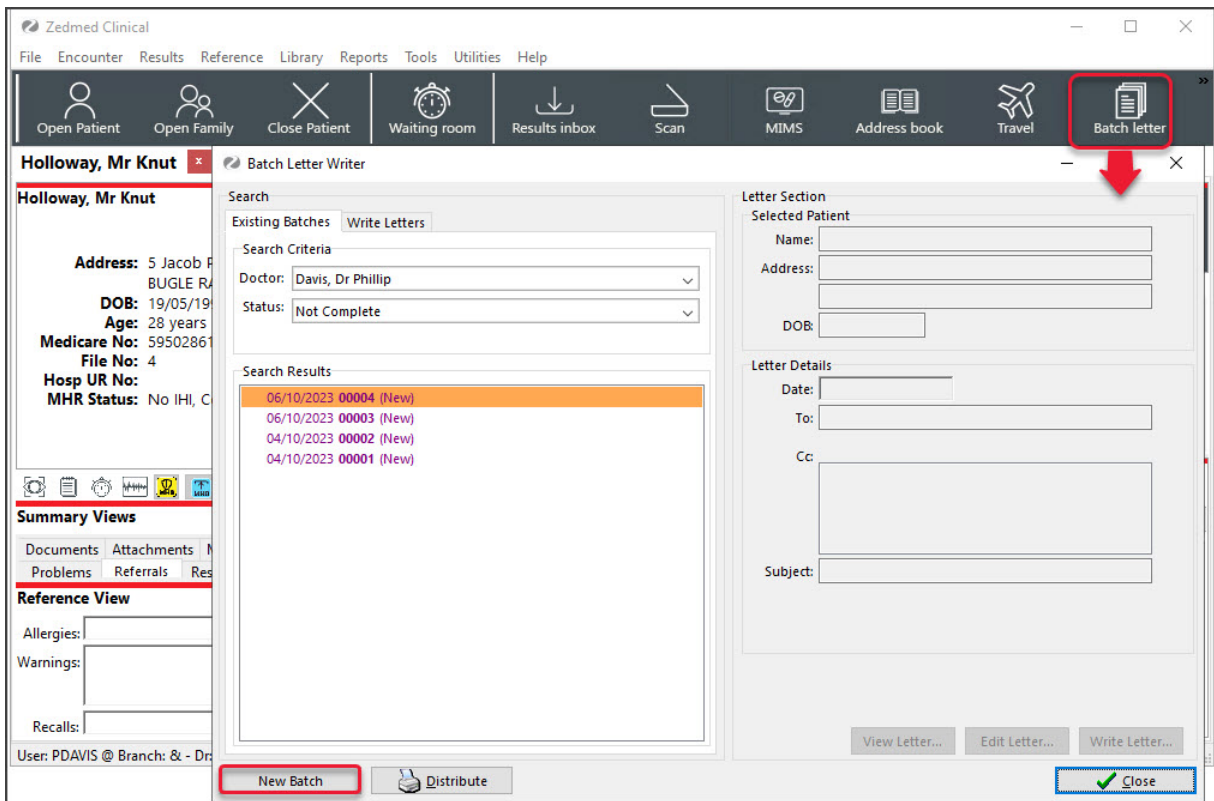 Zedmed Clinical
File Encounter Results Reference Library Reports Tools Utilities Help
Open Patient Open Family Close Patient Waiting room Results inbox Scan MIMS Address book Travel Batch letter »
Holloway, Mr Knut x
Batch Letter Writer
Holloway, Mr Knut
Address: 5 Jacob
BUGLE
DOB: 19/05/19
Age: 28 years
Medicare No: 59502861
File No: 4
Hosp UR No:
MHR Status: No IHI,
Summary Views
Documents Attachments
Problems Referrals Res
Reference View
Allergies:
Warnings:
Recalls:
User: PDAVIS @ Branch: & - Dr:
Search
Existing Batches Write Letters
Search Criteria
Doctor: Davis, Dr Phillip
Status: Not Complete
Search Results
06/10/2023 00004 (New)
06/10/2023 00003 (New)
04/10/2023 00002 (New)
04/10/2023 00001 (New)
New Batch Distribute
Letter Section
Selected Patient
Name:
Address:
DOB:
Letter Details
Date:
To:
Cc:
Subject:
View Letter... Edit Letter... Write Letter...
Close